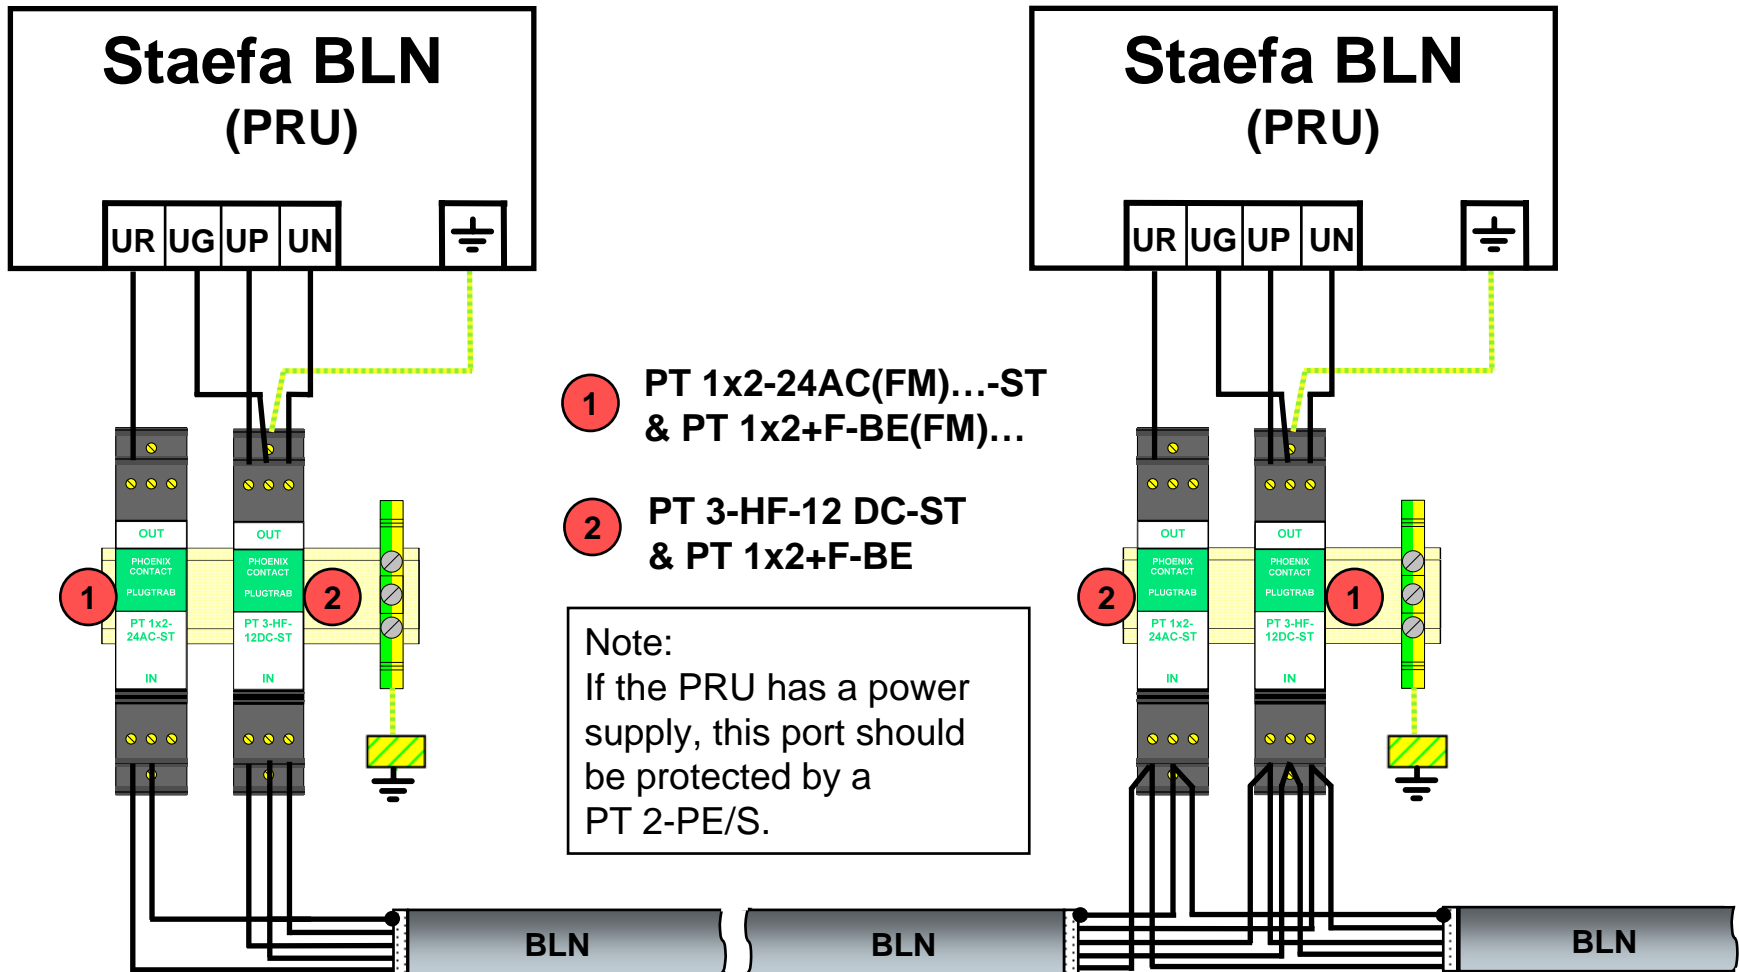 Staefa BLN
(PRU)
UR UG UP UN
Staefa BLN
(PRU)
UR UG UP UN
1 PT 1x2-24AC(FM)...-ST
& PT 1x2+F-BE(FM)...
2 PT 3-HF-12 DC-ST
& PT 1x2+F-BE
OUT
PHOENIX
CONTACT
PLUGTRAB
PT 1x2-
24AC-ST
IN
1
OUT
PHOENIX
CONTACT
PLUGTRAB
PT 3-HF-
12DC-ST
IN
2
Note:
If the PRU has a power
supply, this port should
be protected by a
PT 2-PE/S.
2
OUT
PHOENIX
CONTACT
PLUGTRAB
PT 1x2-
24AC-ST
IN
OUT
PHOENIX
CONTACT
PLUGTRAB
PT 3-HF-
12DC-ST
IN
1
BLN
BLN
BLN